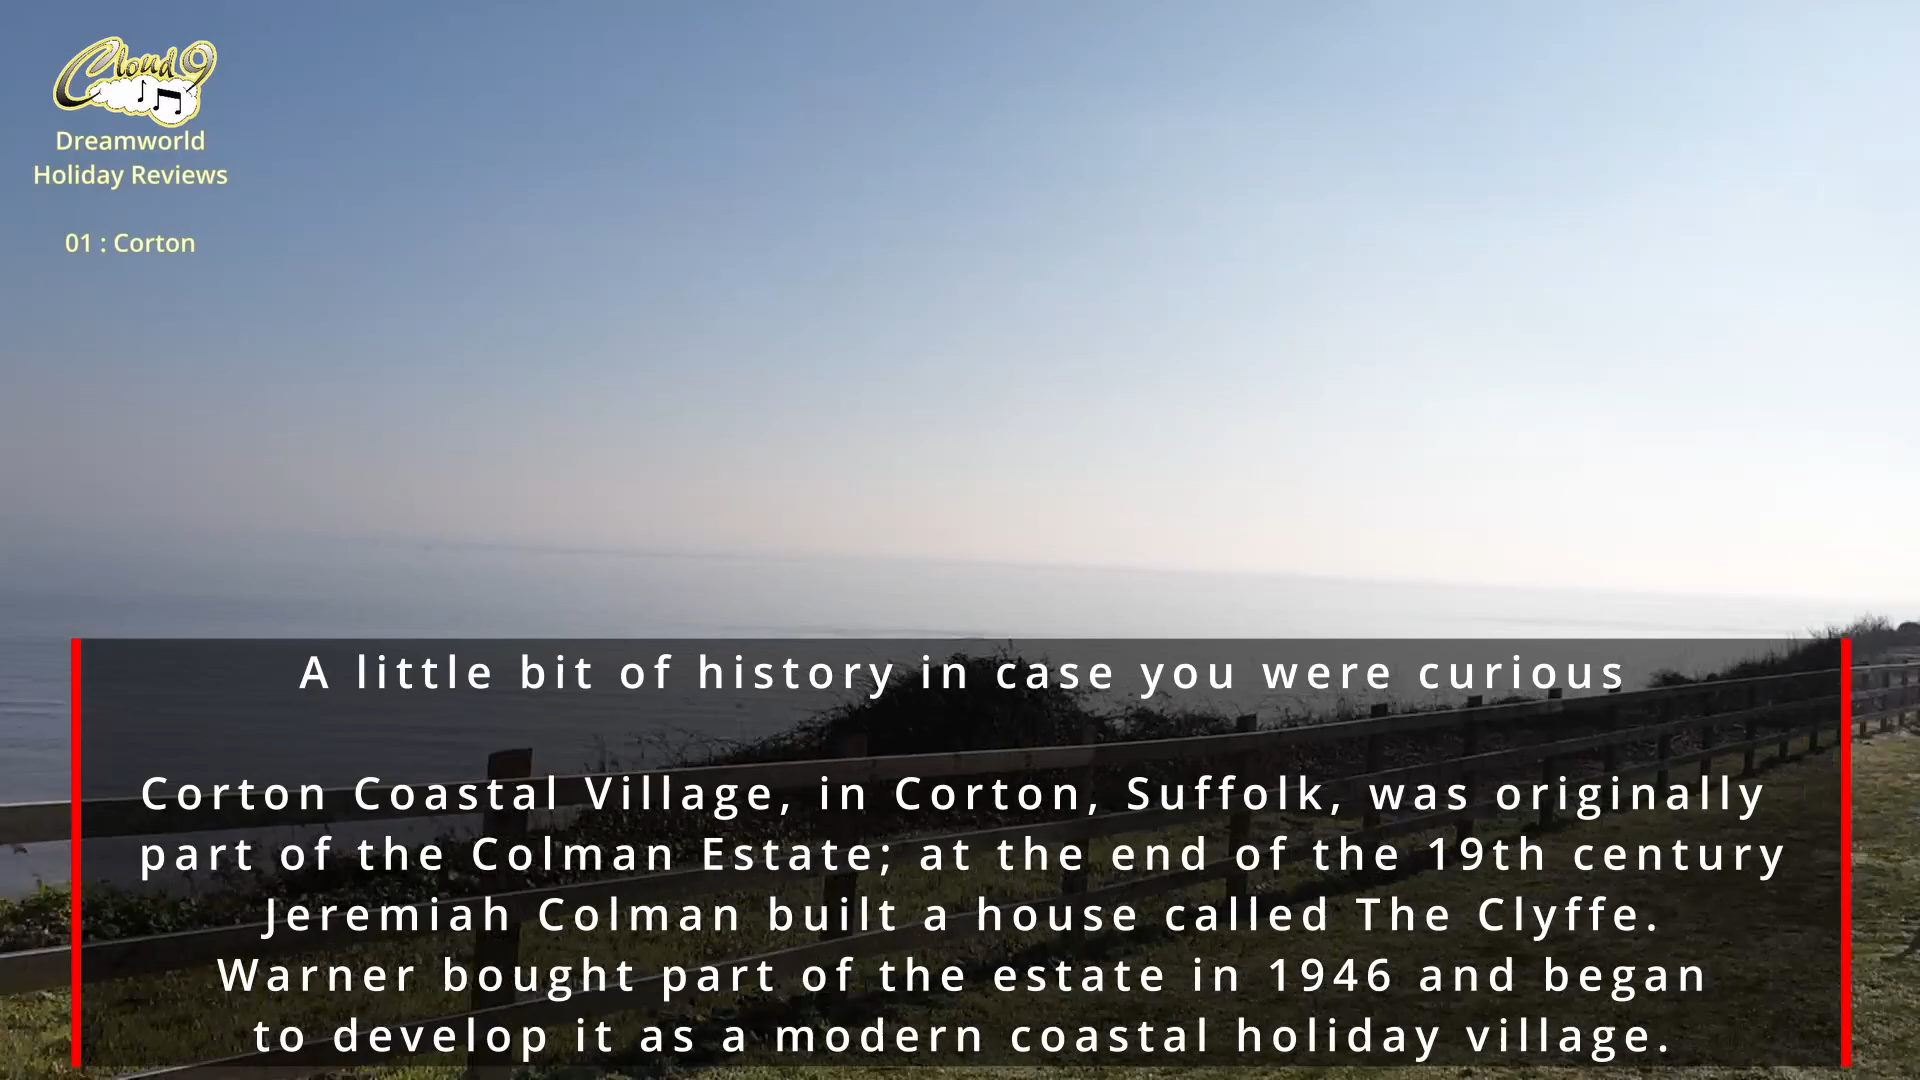 Cloud 9
Dreamworld
Holiday Reviews
01 : Corton
A little bit of history in case you were curious
Corton Coastal Village, in Corton, Suffolk, was originally
part of the Colman Estate; at the end of the 19th century
Jeremiah Colman built a house called The Clyffe.
Warner bought part of the estate in 1946 and began
to develop it as a modern coastal holiday village.